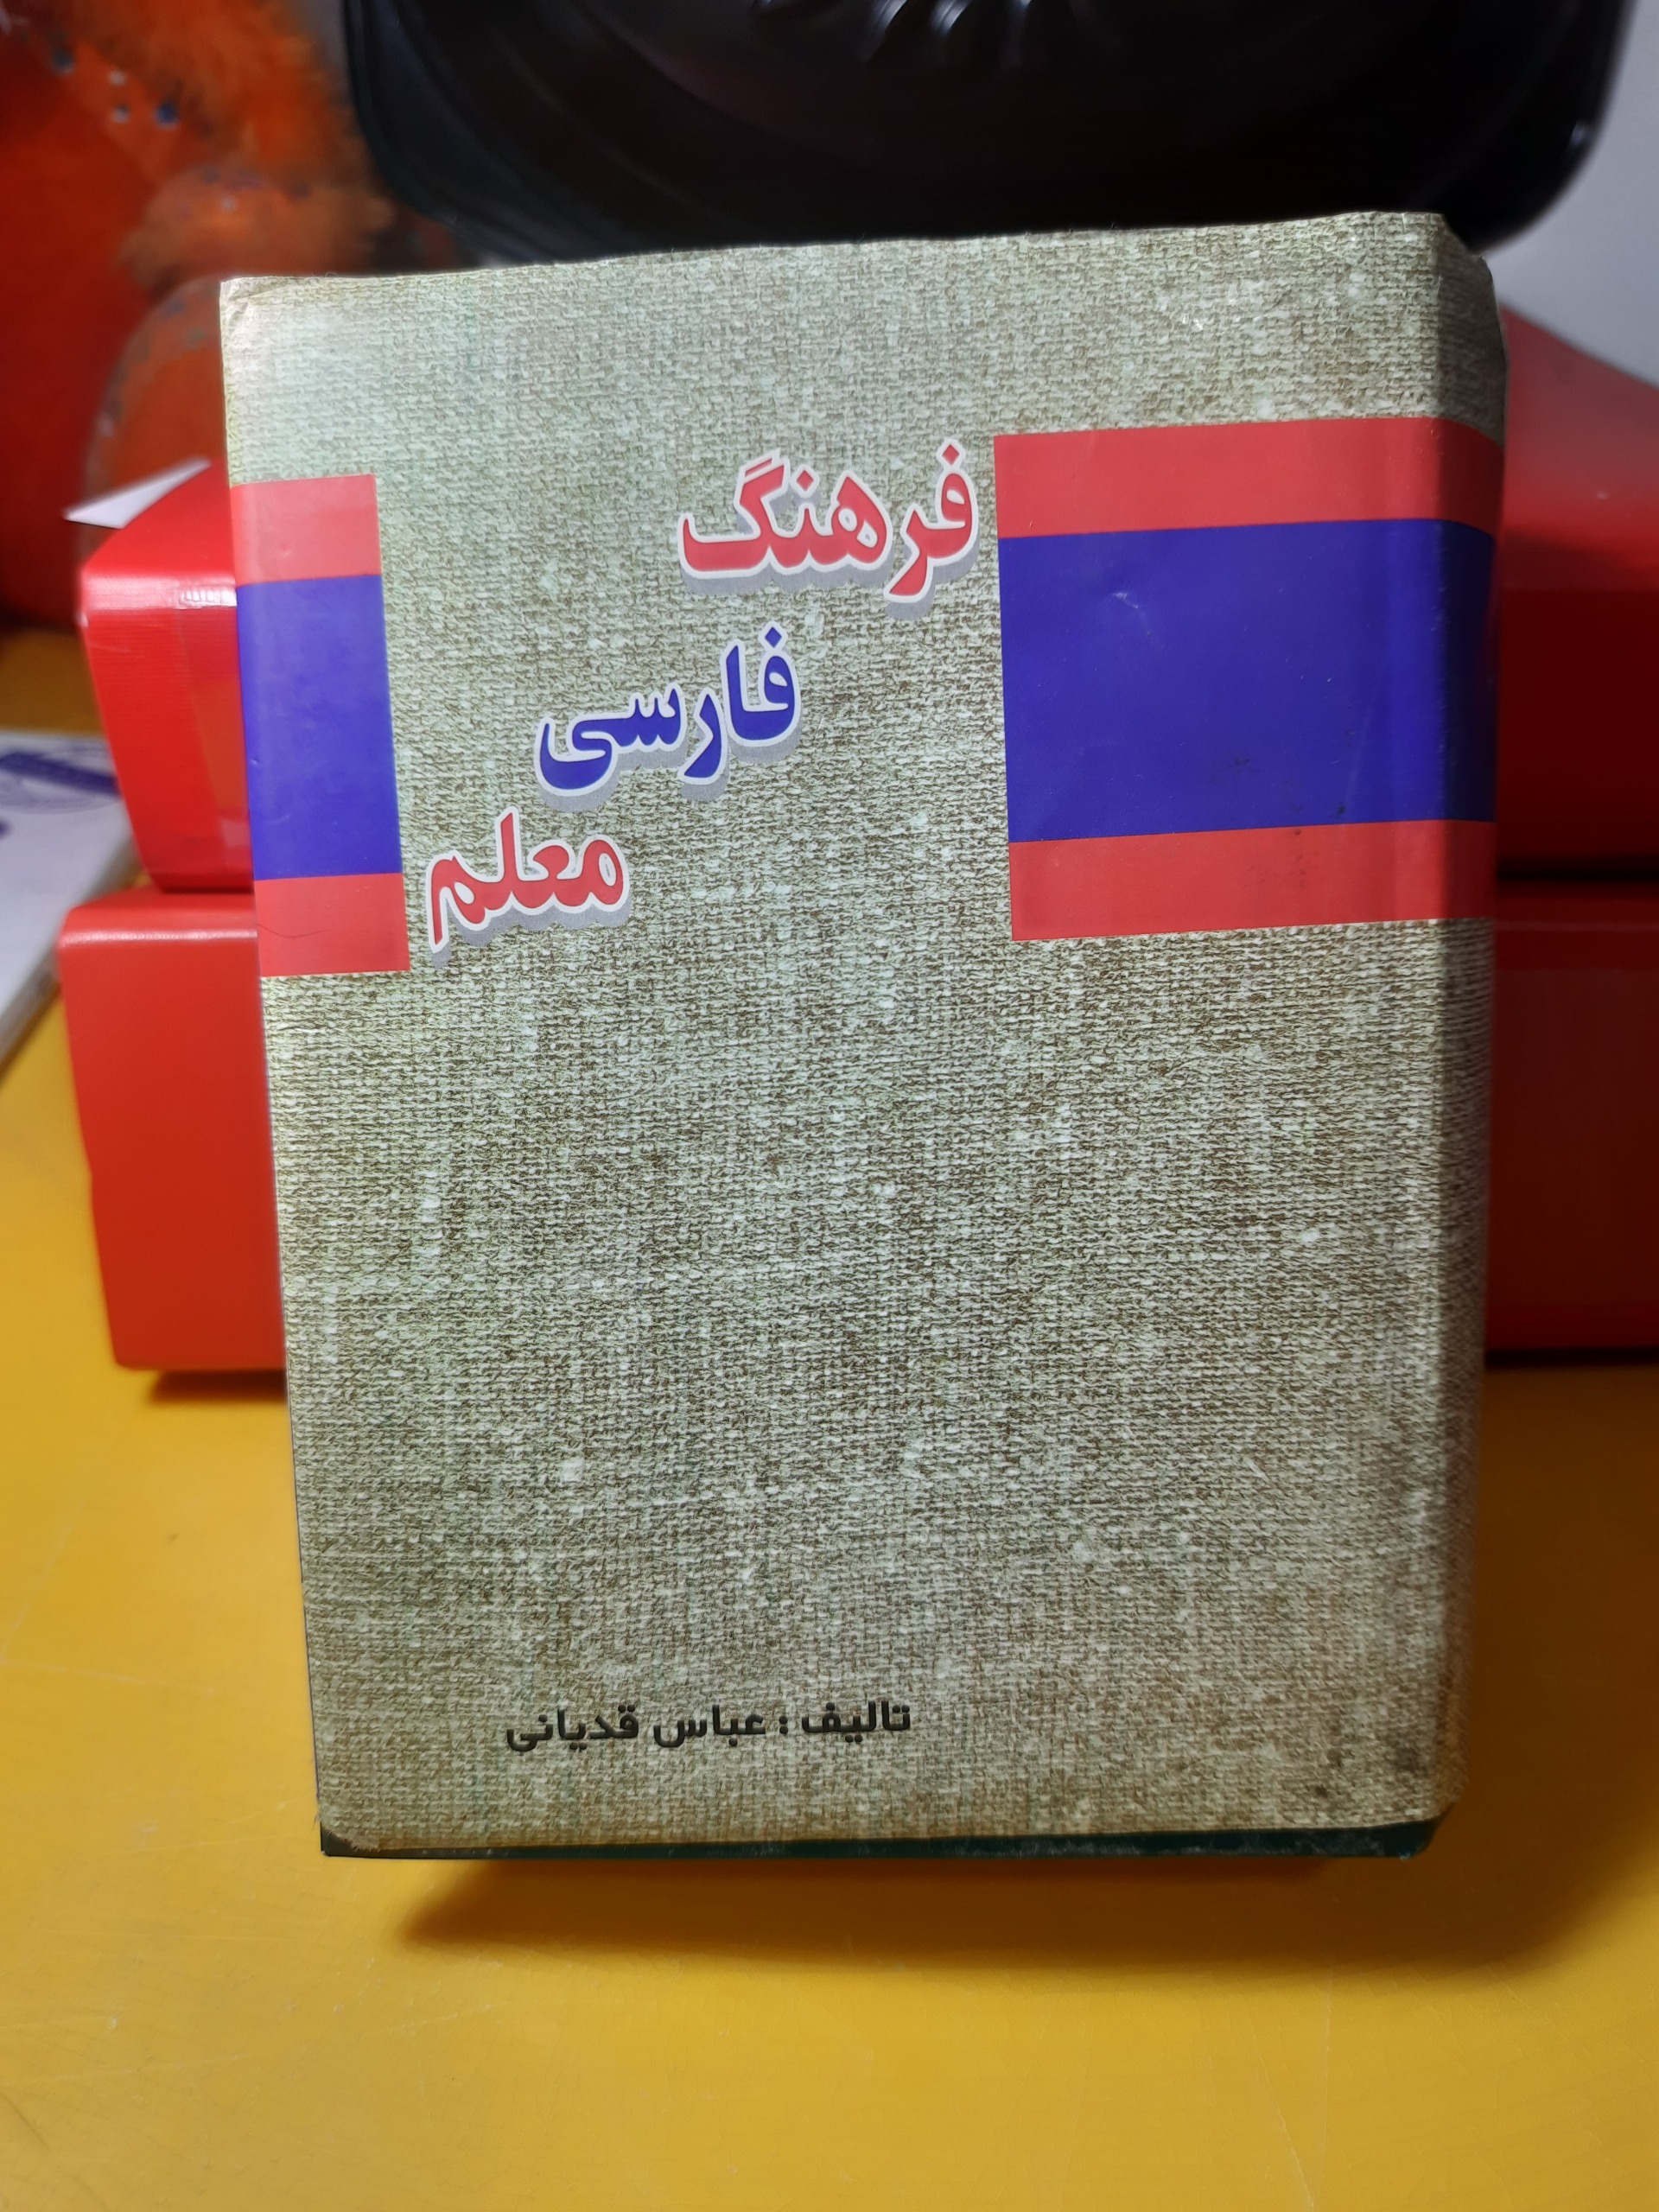 فرهنگ
فارسی
معلم
تالیف : عباس قدیانی